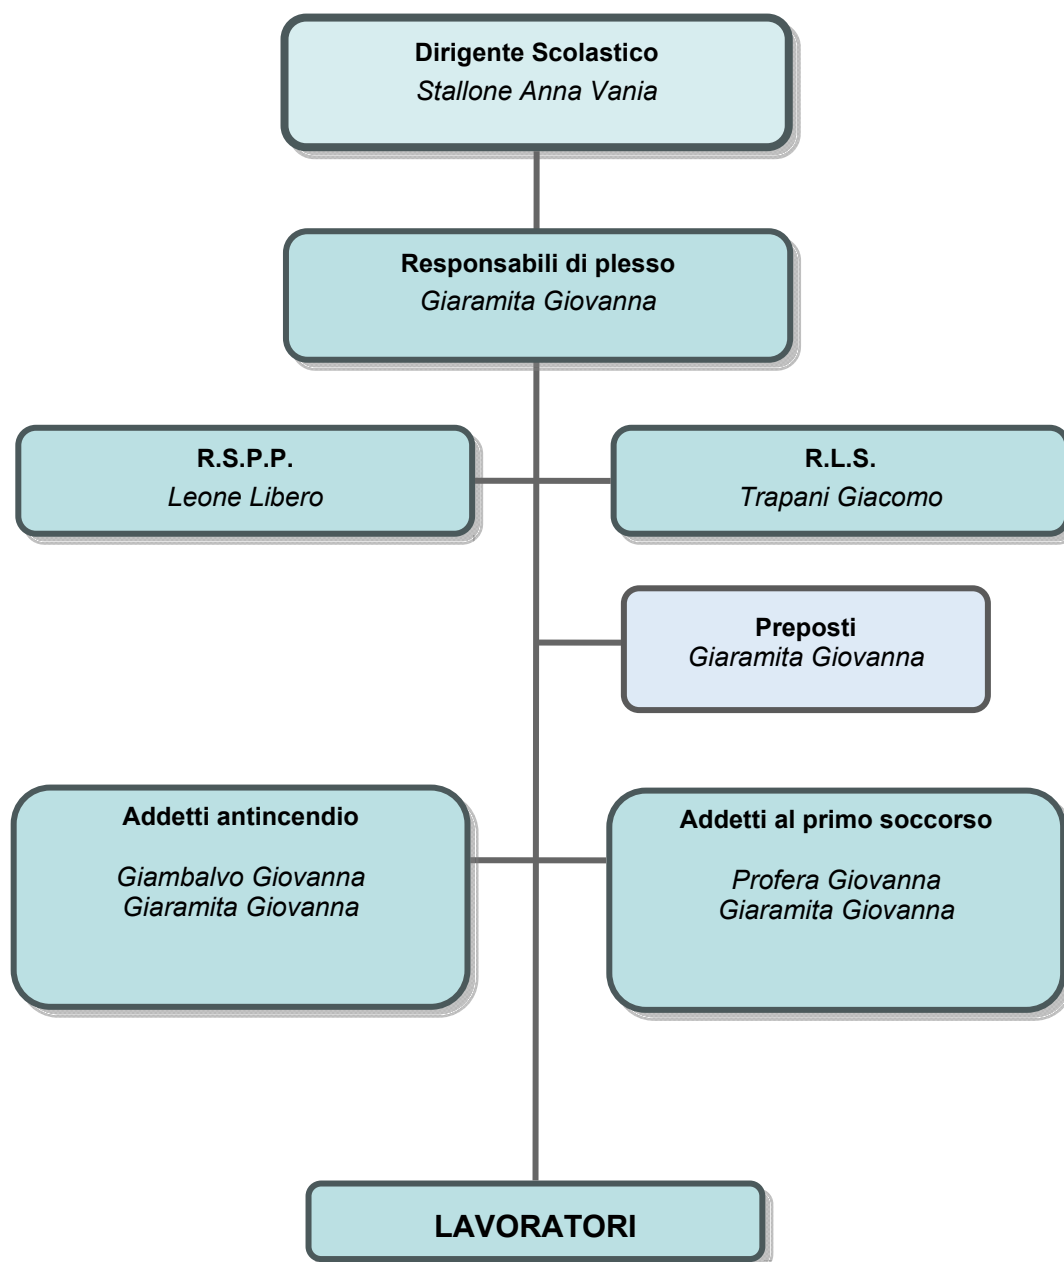 Dirigente Scolastico
Stallone Anna Vania
Responsabili di plesso
Giaramita Giovanna
R.S.P.P.
Leone Libero
R.L.S.
Trapani Giacomo
Preposti
Giaramita Giovanna
Addetti antincendio
Giambalvo Giovanna
Giaramita Giovanna
Addetti al primo soccorso
Profera Giovanna
Giaramita Giovanna
LAVORATORI